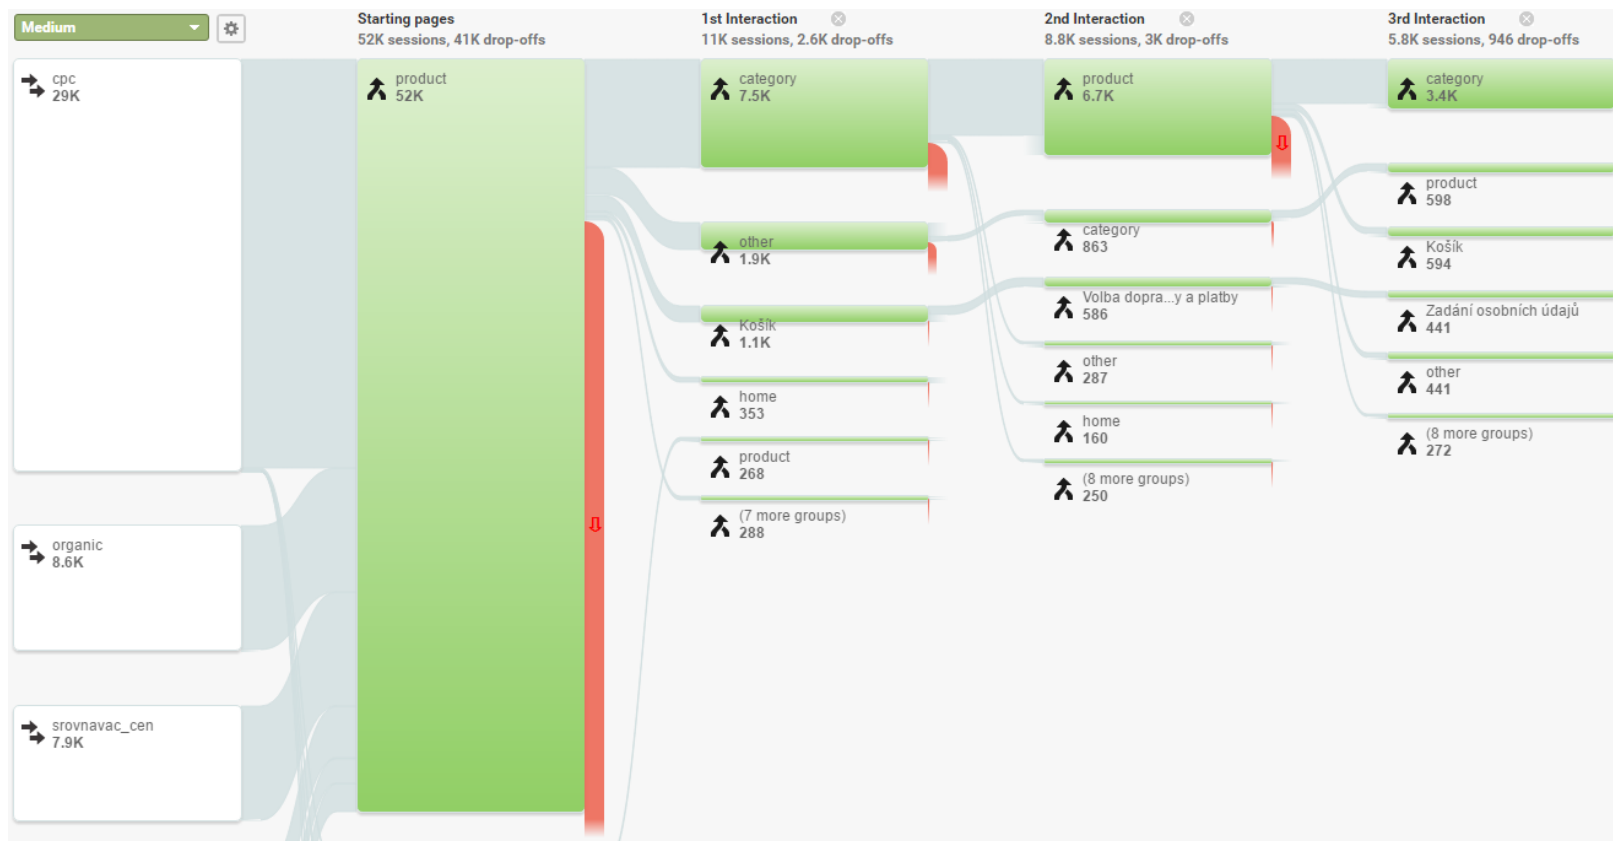 Medium
cpc
29K
organic
8.6K
srovnavac_cen
7.9K
Starting pages
52K sessions, 41K drop-offs
product
52K
1st Interaction
11K sessions, 2.6K drop-offs
category
7.5K
other
1.9K
Košík
1.1K
home
353
product
268
(7 more groups)
288
2nd Interaction
8.8K sessions, 3K drop-offs
product
6.7K
category
863
Volba dopra...y a platby
586
other
287
home
160
(8 more groups)
250
3rd Interaction
5.8K sessions, 946 drop-offs
category
3.4K
product
598
Košík
594
Zadání osobních údajů
441
other
441
(8 more groups)
272